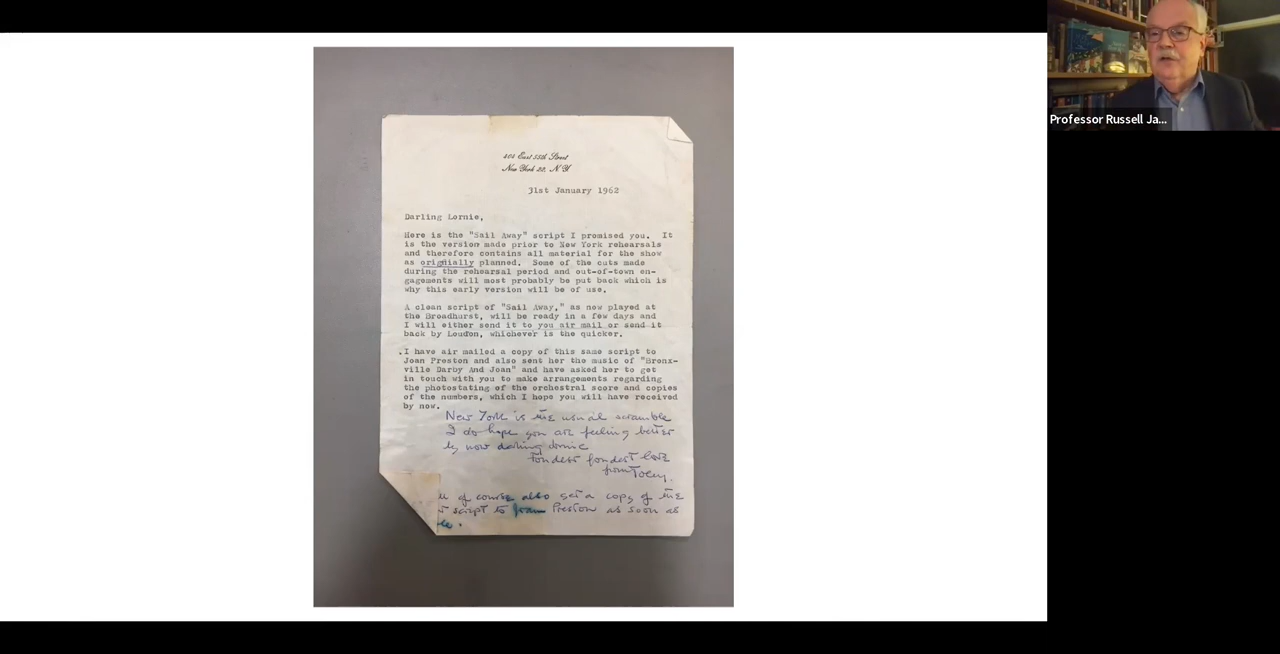 404 East 55th Street
New York 22, N.Y
31st January 1962
Darling Lornie,
Here is the "Sail Away" script I promised you. It
is the version made prior to New York rehearsals
and therefore contains all material for the show
as originally planned. Some of the cuts made
during the rehearsal period and out-of-town en-
gagements will most probably be put back which is
why this early version will be of use.
A clean script of "Sail Away," as now played at
the Broadhurst, will be ready in a few days and
I will either send it to you air mail or send it
back by Loudon, whichever is the quicker.
I have air mailed a copy of this same script to
Joan Preston and also sent her the music of "Bronx-
ville Darby And Joan" and have asked her to get
in touch with you to make arrangements regarding
the photostating of the orchestral score and copies
of the numbers, which I hope you will have received
by now.
New York is the usual scramble
I do hope you are feeling better
by now darling
fondest fondest love
from
of course also get a copy of the
script to Joan Preston as soon as
Professor Russell Ja...